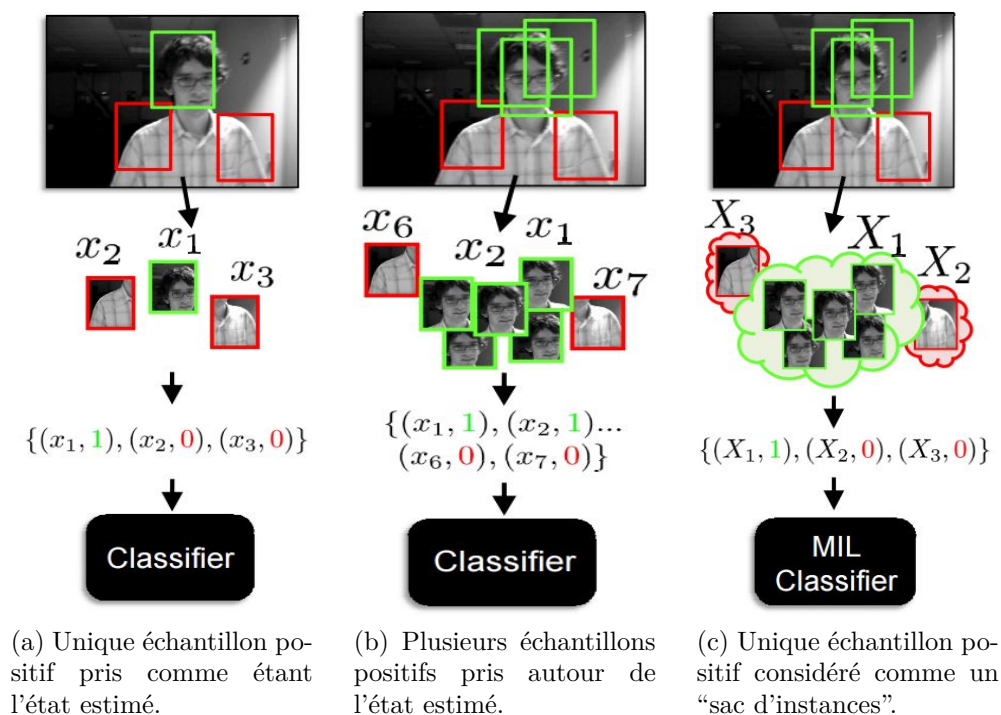 x₂ x₁ x₃
{(x₁, 1), (x₂, 0), (x₃, 0)}
Classifier
(a) Unique échantillon po-
sitif pris comme étant
l'état estimé.
x₆ x₂ x₁ x₇
{(x₁, 1), (x₂, 1)...
(x₆, 0), (x₇, 0)}
Classifier
(b) Plusieurs échantillons
positifs pris autour de
l'état estimé.
X₃ X₁ X₂
{(X₁, 1), (X₂, 0), (X₃, 0)}
MIL
Classifier
(c) Unique échantillon po-
sitif considéré comme un
“sac d'instances”.